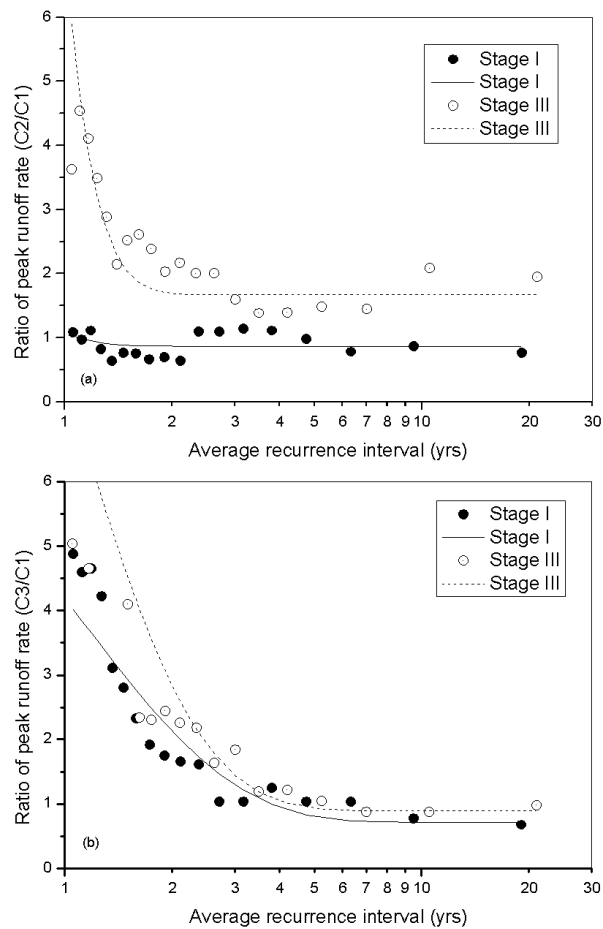 6
5
4
3
2
1
0
Ratio of peak runoff rate (C2/C1)
Stage I
Stage I
Stage III
Stage III
(a)
1 2 3 4 5 6 7 8 9 10 20 30
Average recurrence interval (yrs)
6
5
4
3
2
1
0
Ratio of peak runoff rate (C3/C1)
Stage I
Stage I
Stage III
Stage III
(b)
1 2 3 4 5 6 7 8 9 10 20 30
Average recurrence interval (yrs)